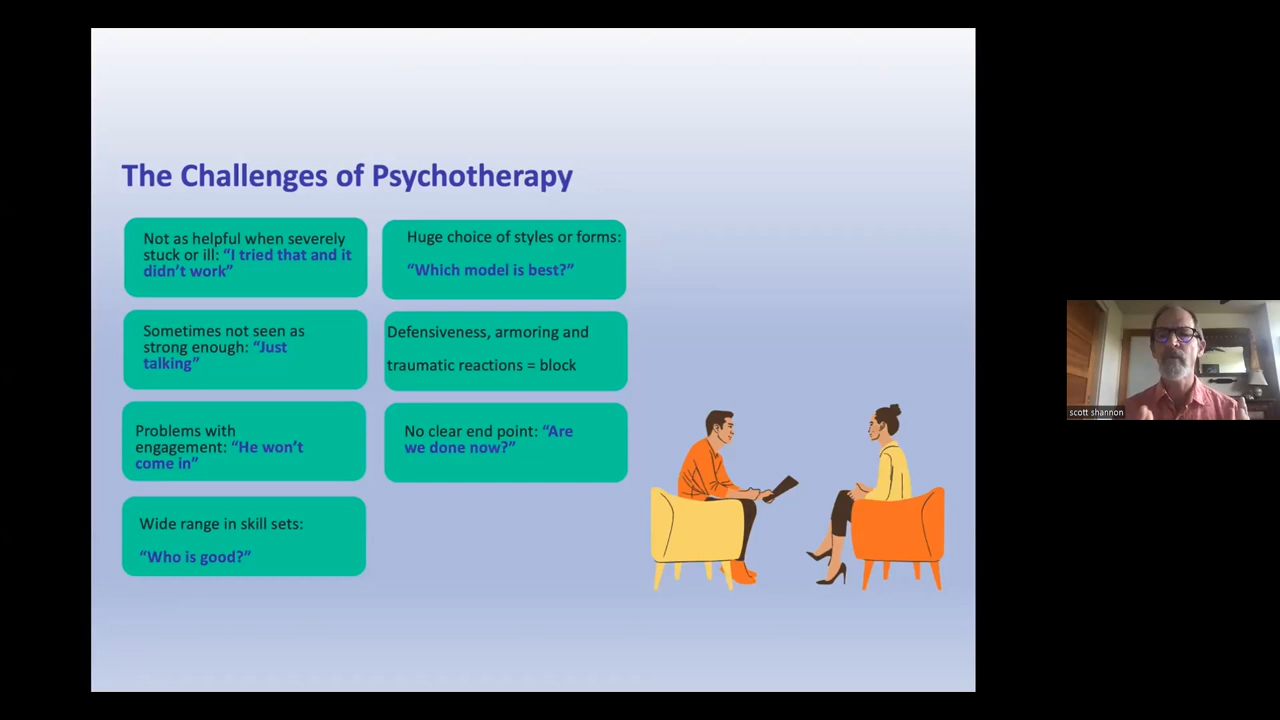 The Challenges of Psychotherapy
Not as helpful when severely
stuck or ill: “I tried that and it
didn’t work”
Sometimes not seen as
strong enough: “Just
talking”
Problems with
engagement: “He won’t
come in”
Wide range in skill sets:
“Who is good?”
Huge choice of styles or forms:
“Which model is best?”
Defensiveness, armoring and
traumatic reactions = block
No clear end point: “Are
we done now?”
scott shannon